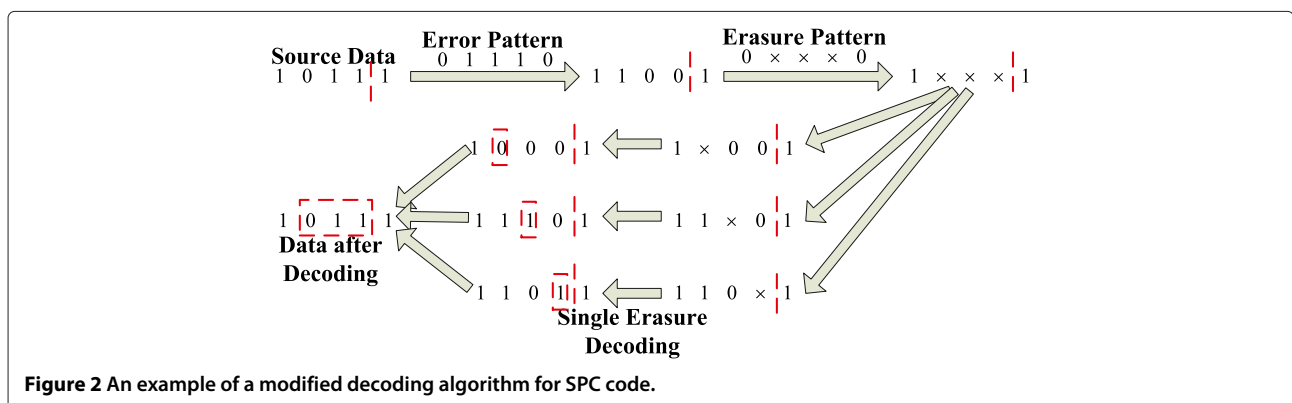 Source Data Error Pattern Erasure Pattern
0 1 1 1 0 0 × × × 0
1 0 1 1 1 1 1 0 0 1 1 × × × 1
1 0 0 0 1 1 × 0 0 1
1 0 1 1 1 1 1 1 0 1 1 1 × 0 1
Data after
Decoding
1 1 0 1 1 1 1 0 × 1
Single Erasure
Decoding
Figure 2 An example of a modified decoding algorithm for SPC code.